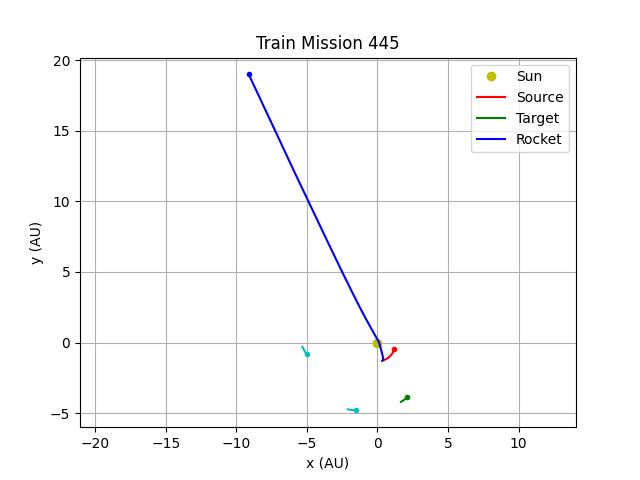 Train Mission 445
Sun
Source
Target
Rocket
20
15
10
5
0
−5
y (AU)
−20
−15
−10
−5
0
5
10
x (AU)